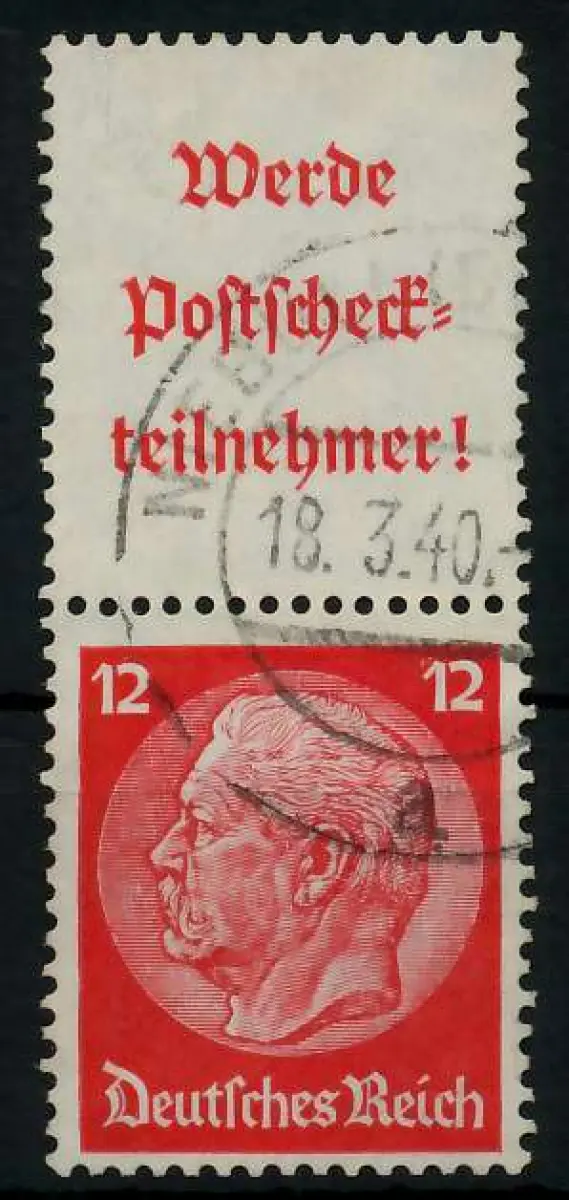 Werde
Postscheck-
teilnehmer!
18. 3.40.-
12 12
Deutsches Reich